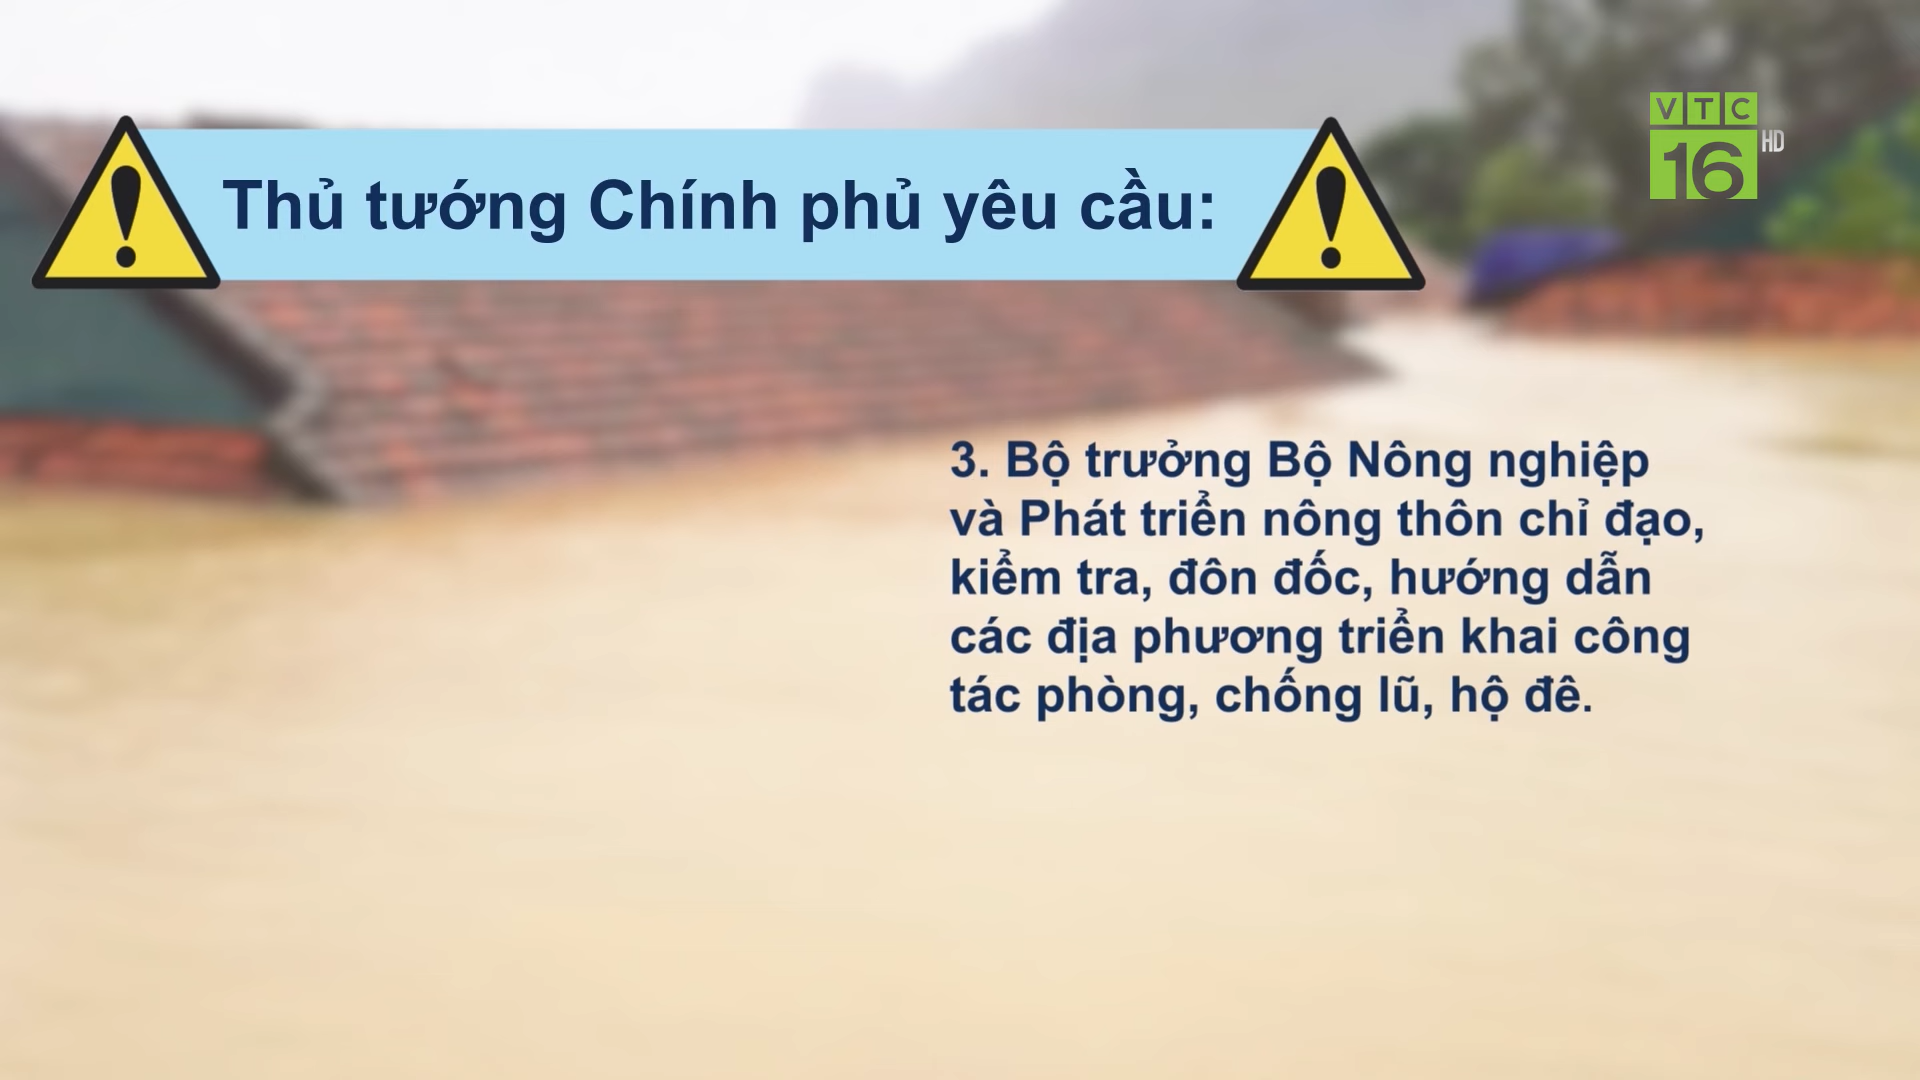 VTC
16 HD
Thủ tướng Chính phủ yêu cầu:
3. Bộ trưởng Bộ Nông nghiệp
và Phát triển nông thôn chỉ đạo,
kiểm tra, đôn đốc, hướng dẫn
các địa phương triển khai công
tác phòng, chống lũ, hộ đê.